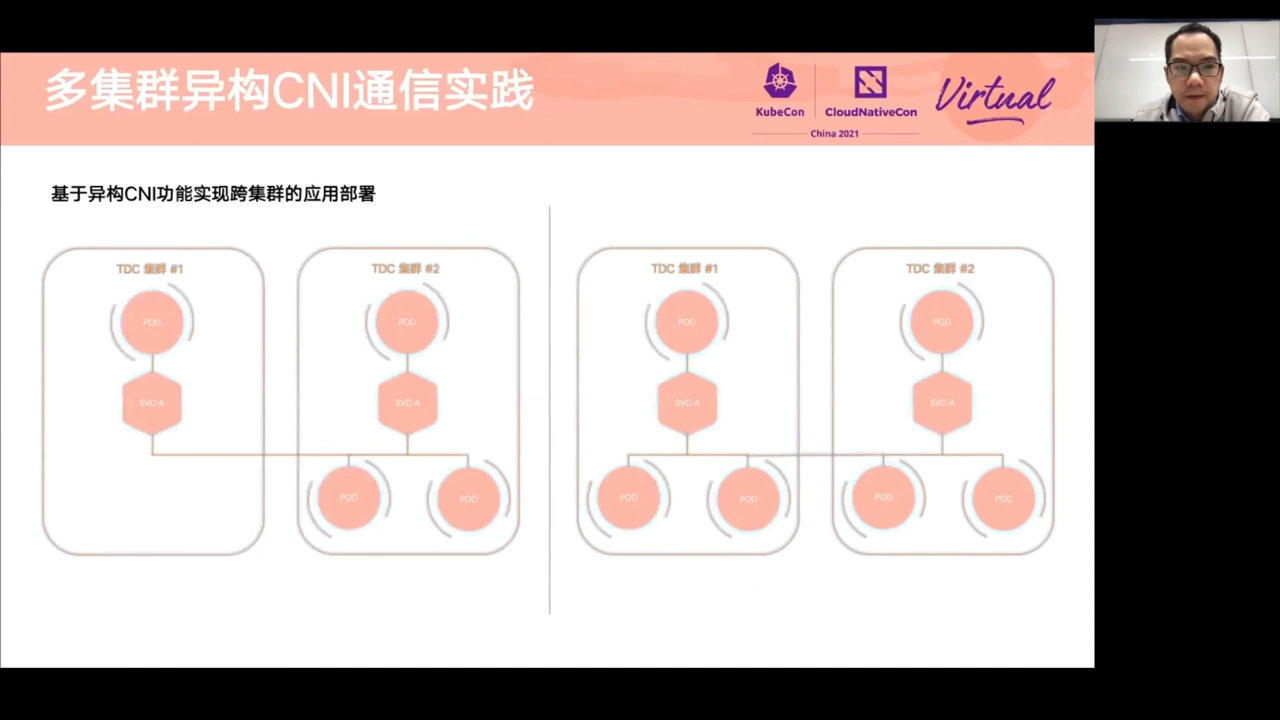 多集群异构CNI通信实践
KubeCon
CloudNativeCon
China 2021
Virtual
基于异构CNI功能实现跨集群的应用部署
TDC 集群 #1
POD
SVC-A
TDC 集群 #2
POD
SVC-A
POD
POD
TDC 集群 #1
POD
SVC-A
POD
POD
TDC 集群 #2
POD
SVC-A
POD
POD